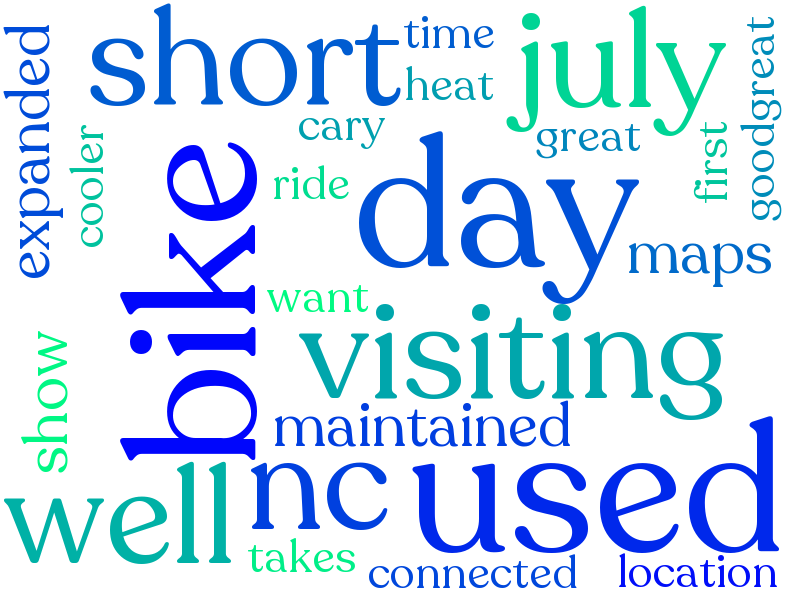 expanded
short
time
july
goodgreat
heat
cary
great
first
cooler
bike
ride
day
maps
want
visiting
show
maintained
well
nc
used
takes
connected
location